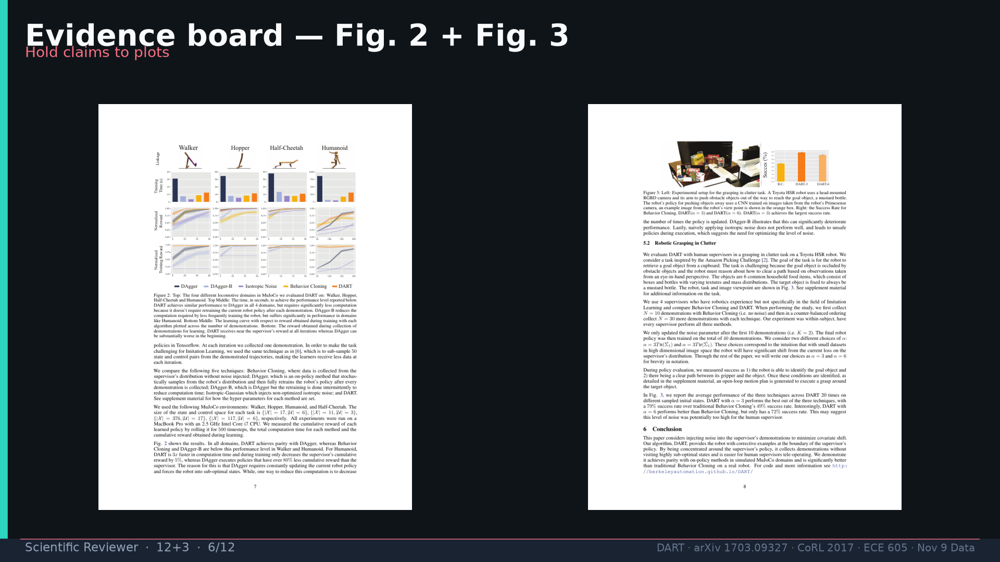 Evidence board — Fig. 2 + Fig. 3
Hold claims to plots
Walker Hopper Half-Cheetah Humanoid
Linkage
Training
Time (s)
Normalized
Reward
Normalized
Training Reward
DAgger DAgger-B Isotropic Noise Behavior Cloning DART
Figure 2: Top: The four different locomotive domains in MuJoCo we evaluated DART on: Walker, Hopper,
Half-Cheetah and Humanoid. Top Middle: The time, in seconds, to achieve the performance level reported below.
DART achieves similar performance to DAgger in all 4 domains, but requires significantly less computation
because it doesn't require retraining the current robot policy after each demonstration. DAgger-B reduces the
computation required by less frequently training the robot, but suffers significantly in performance in domains
like Humanoid. Bottom Middle: The learning curve with respect to reward obtained during training with each
algorithm plotted across the number of demonstrations. Bottom: The reward obtained during collection of
demonstrations for learning. DART receives near the supervisor's reward at all iterations whereas DAgger can
be substantially worse in the beginning.
policies in Tensorflow. At each iteration we collected one demonstration. In order to make the task
challenging for Imitation Learning, we used the same technique as in [6], which is to sub-sample 50
state and control pairs from the demonstrated trajectories, making the learners receive less data at
each iteration.
We compare the following five techniques: Behavior Cloning, where data is collected from the
supervisor's distribution without noise injected; DAgger, which is an on-policy method that stochas-
tically samples from the robot's distribution and then fully retrains the robot's policy after every
demonstration is collected; DAgger-B, which is DAgger but the retraining is done intermittently to
reduce computation time; Isotropic-Gaussian which injects non-optimized isotropic noise; and DART.
See supplement material for how the hyper-parameters for each method are set.
We used the following MuJoCo environments: Walker, Hopper, Humanoid, and Half-Cheetah. The
size of the state and control space for each task is {|𝒳| = 17, |𝒰| = 6}, {|𝒳| = 11, |𝒰| = 3},
{|𝒳| = 376, |𝒰| = 17}, {|𝒳| = 117, |𝒰| = 6}, respectively. All experiments were run on a
MacBook Pro with an 2.5 GHz Intel Core i7 CPU. We measured the cumulative reward of each
learned policy by rolling it for 500 timesteps, the total computation time for each method and the
cumulative reward obtained during learning.
Fig. 2 shows the results. In all domains, DART achieves parity with DAgger, whereas Behavior
Cloning and DAgger-B are below this performance level in Walker and Humanoid. For Humanoid,
DART is 3x faster in computation time and during training only decreases the supervisor's cumulative
reward by 5%, whereas DAgger executes policies that have over 80% less cumulative reward than the
supervisor. The reason for this is that DAgger requires constantly updating the current robot policy
and forces the robot into sub-optimal states. While, one way to reduce this computation is to decrease
7
Succes (%)
B.C. DART-3 DART-6
Figure 3: Left: Experimental setup for the grasping in clutter task. A Toyota HSR robot uses a head-mounted
RGBD camera and its arm to push obstacle objects out of the way to reach the goal object, a mustard bottle.
The robot's policy for pushing objects away uses a CNN trained on images taken from the robot's Primesense
camera, an example image from the robot's view point is shown in the orange box. Right: the Success Rate for
Behavior Cloning, DART(α = 3) and DART(α = 6). DART(α = 3) achieves the largest success rate.
the number of times the policy is updated. DAgger-B illustrates that this can significantly deteriorate
performance. Lastly, naively applying isotropic noise does not perform well, and leads to unsafe
policies during execution, which suggests the need for optimizing the level of noise.
5.2 Robotic Grasping in Clutter
We evaluate DART with human supervisors in a grasping in clutter task on a Toyota HSR robot. We
consider a task inspired by the Amazon Picking Challenge [2]. The goal of the task is for the robot to
retrieve a goal object from a cupboard. The task is challenging because the goal object is occluded by
obstacle objects and the robot must reason about how to clear a path based on observations taken
from an eye-in-hand perspective. The objects are 6 common household food items, which consist of
boxes and bottles with varying textures and mass distributions. The target object is fixed to always be
a mustard bottle. The robot, task and image viewpoint are shown in Fig. 3. See supplement material
for additional information on the task.
We use 4 supervisors who have robotics experience but not specifically in the field of Imitation
Learning and compare Behavior Cloning and DART. When performing the study, we first collect
N = 10 demonstrations with Behavior Cloning (i.e. no noise) and then in a counter-balanced ordering
collect N = 30 more demonstrations with each technique. Our experiment was within-subject, have
every supervisor perform all three methods.
We only updated the noise parameter after the first 10 demonstrations (i.e. K = 2). The final robot
policy was then trained on the total of 40 demonstrations. We consider two different choices of α:
α = 3Ttr(Σ̂₁) and α = 3Ttr(Σ̂₁). These choices correspond to the intuition that with small datasets
in high dimensional image space the robot will have significant shift from the current loss on the
supervisor's distribution. Through the rest of the paper, we will write our choices as α = 3 and α = 6
for brevity in notation.
During policy evaluation, we measured success as 1) the robot is able to identify the goal object and
2) there being a clear path between its gripper and the object. Once these conditions are identified, as
detailed in the supplement material, an open-loop motion plan is generated to execute a grasp around
the target object.
In Fig. 3, we report the average performance of the three techniques across DART 20 times on
different sampled initial states. DART with α = 3 performs the best out of the three techniques, with
a 79% success rate over traditional Behavior Cloning's 49% success rate. Interestingly, DART with
α = 6 performs better than Behavior Cloning, but only has a 72% success rate. This may suggest
this level of noise was potentially too high for the human supervisor.
6 Conclusion
This paper considers injecting noise into the supervisor's demonstrations to minimize covariate shift.
Our algorithm, DART, provides the robot with corrective examples at the boundary of the supervisor's
policy. By being concentrated around the supervisor's policy, it collects demonstrations without
visiting highly sub-optimal states and is easier for human supervisors tele-operating. We demonstrate
it achieves parity with on-policy methods in simulated MuJoCo domains and is significantly better
than traditional Behavior Cloning on a real robot. For code and more information see http:
//berkeleyautomation.github.io/DART/
8
Scientific Reviewer · 12+3 · 6/12
DART · arXiv 1703.09327 · CoRL 2017 · ECE 605 · Nov 9 Data